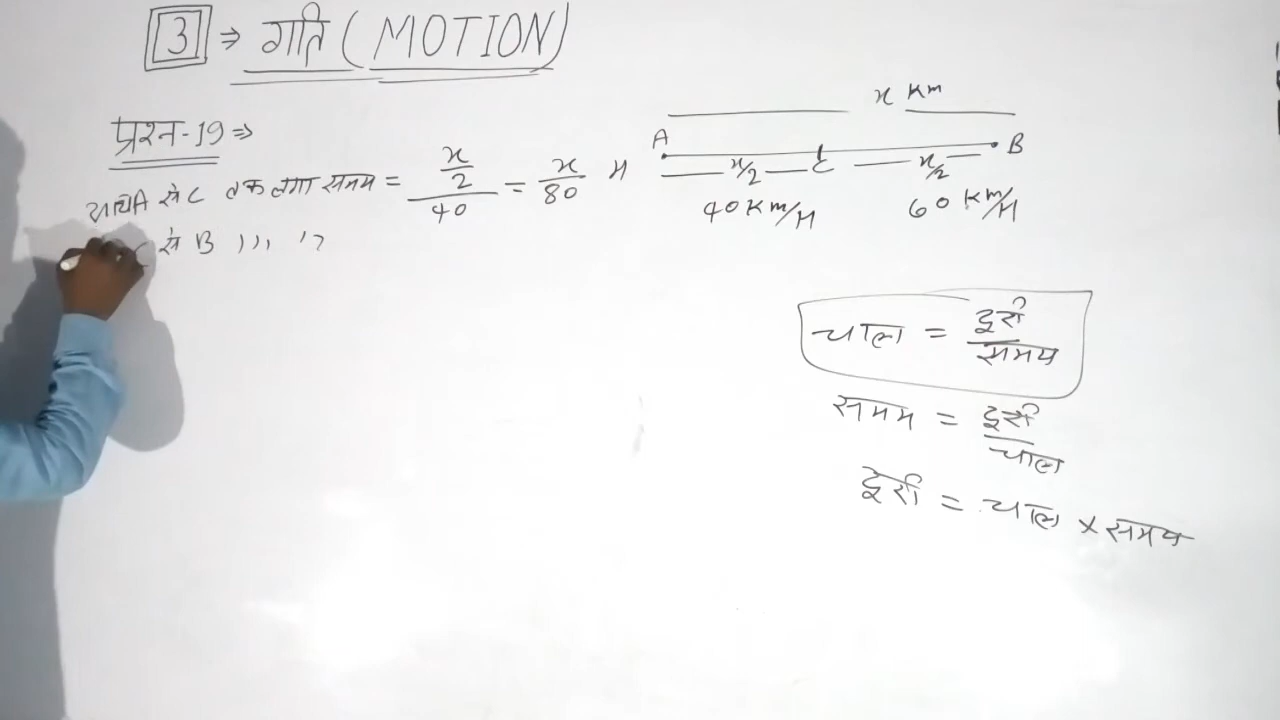 3 ⇒ गति (MOTION)
प्रश्न-19 ⇒
A से C तक लगा समय = x/2 / 40 = x/80 H
C से B ,,, ,,
x Km
A C B
x/2 x/2
40 Km/H 60 Km/H
चाल = दूरी / समय
समय = दूरी / चाल
दूरी = चाल × समय